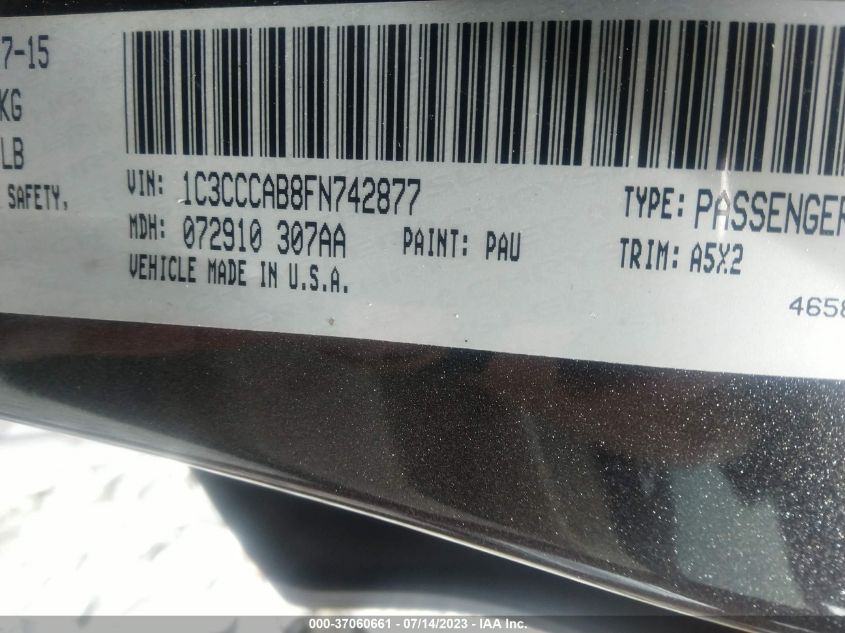 7-15
KG
LB
SAFETY,
VIN: 1C3CCCAB8FN742877
TYPE: PASSENGER
MDH: 072910 307AA
PAINT: PAU
TRIM: A5X2
VEHICLE MADE IN U.S.A.
4658
000-37060661 / 07/14/2023 - IAA Inc.